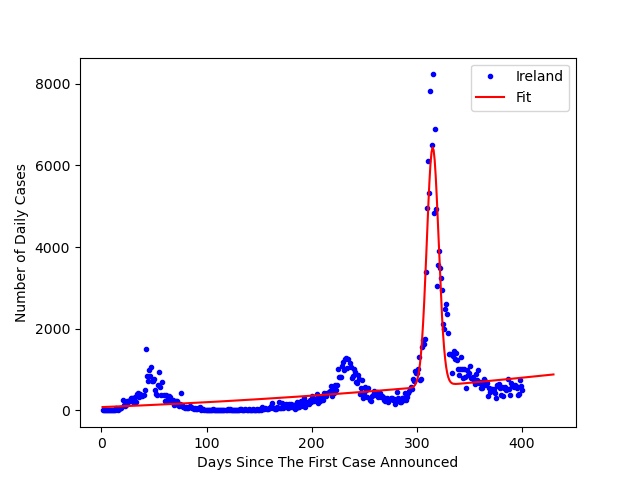 Ireland
Fit
8000
6000
4000
2000
0
Number of Daily Cases
0 100 200 300 400
Days Since The First Case Announced